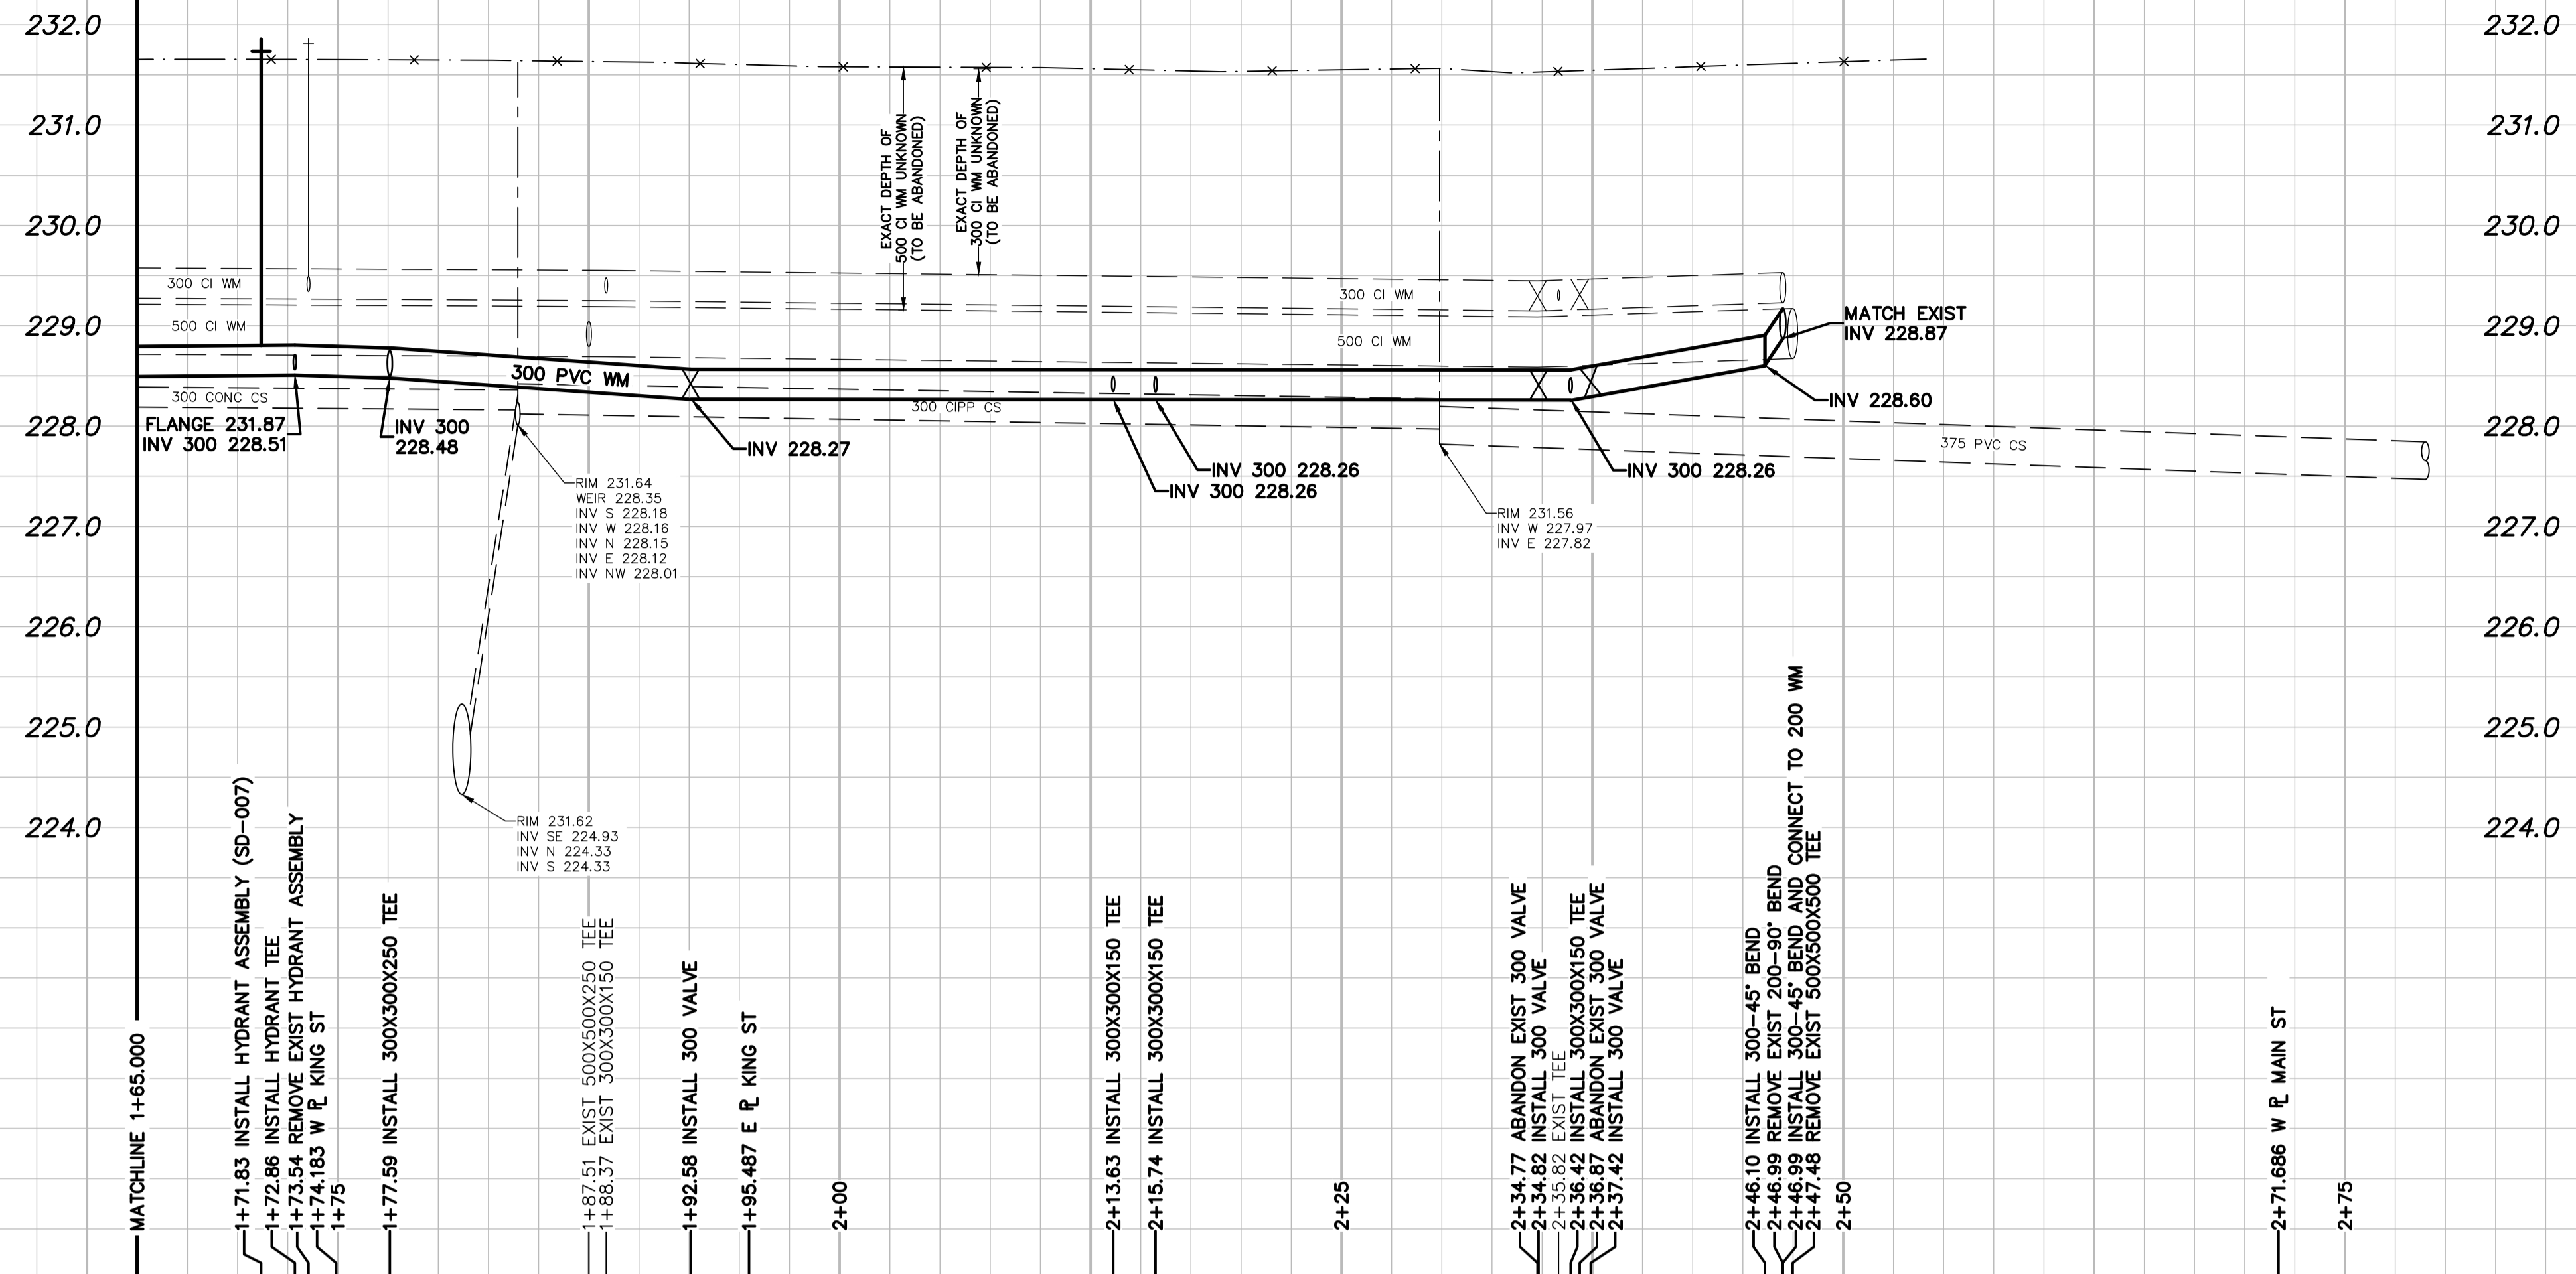 232.0
232.0
231.0
231.0
230.0
230.0
229.0
229.0
228.0
228.0
227.0
227.0
226.0
226.0
225.0
225.0
224.0
224.0
EXACT DEPTH OF
500 CI WM UNKNOWN
(TO BE ABANDONED)
EXACT DEPTH OF
300 CI WM UNKNOWN
(TO BE ABANDONED)
300 CI WM
300 CI WM
500 CI WM
500 CI WM
MATCH EXIST
INV 228.87
300 PVC WM
300 CONC CS
300 CIPP CS
INV 228.60
FLANGE 231.87
INV 300 228.51
INV 300
228.48
INV 228.27
INV 300 228.26
INV 300 228.26
INV 300 228.26
375 PVC CS
RIM 231.64
WEIR 228.35
INV S 228.18
INV W 228.16
INV N 228.15
INV E 228.12
INV NW 228.01
RIM 231.56
INV W 227.97
INV E 227.82
RIM 231.62
INV SE 224.93
INV N 224.33
INV S 224.33
MATCHLINE 1+65.000
1+71.83 INSTALL HYDRANT ASSEMBLY (SD-007)
1+72.86 INSTALL HYDRANT TEE
1+73.54 REMOVE EXIST HYDRANT ASSEMBLY
1+74.183 W PL KING ST
1+75
1+77.59 INSTALL 300X300X250 TEE
1+87.51 EXIST 500X500X250 TEE
1+88.37 EXIST 300X300X150 TEE
1+92.58 INSTALL 300 VALVE
1+95.487 E PL KING ST
2+00
2+13.63 INSTALL 300X300X150 TEE
2+15.74 INSTALL 300X300X150 TEE
2+25
2+34.77 ABANDON EXIST 300 VALVE
2+34.82 INSTALL 300 VALVE
2+35.82 EXIST TEE
2+36.42 INSTALL 300X300X150 TEE
2+36.87 ABANDON EXIST 300 VALVE
2+37.42 INSTALL 300 VALVE
2+46.10 INSTALL 300-45° BEND
2+46.99 REMOVE EXIST 200-90° BEND
2+46.99 INSTALL 300-45° BEND AND CONNECT TO 200 WM
2+47.48 REMOVE EXIST 500X500X500 TEE
2+50
2+71.686 W PL MAIN ST
2+75